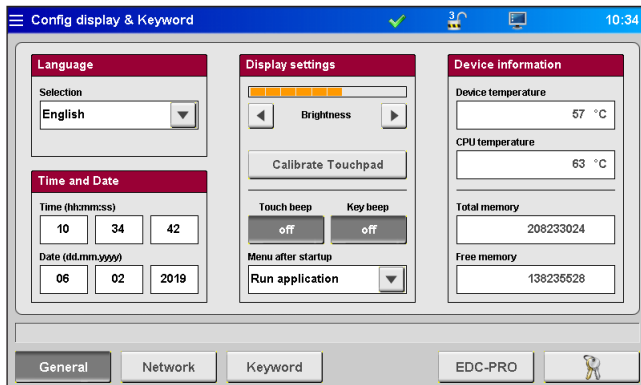 Config display & Keyword
3
10:34
Language
Selection
English
Time and Date
Time (hh:mm:ss)
10 34 42
Date (dd.mm.yyyy)
06 02 2019
Display settings
Brightness
Calibrate Touchpad
Touch beep Key beep
off off
Menu after startup
Run application
Device information
Device temperature
57 °C
CPU temperature
63 °C
Total memory
208233024
Free memory
138235528
General Network Keyword EDC-PRO